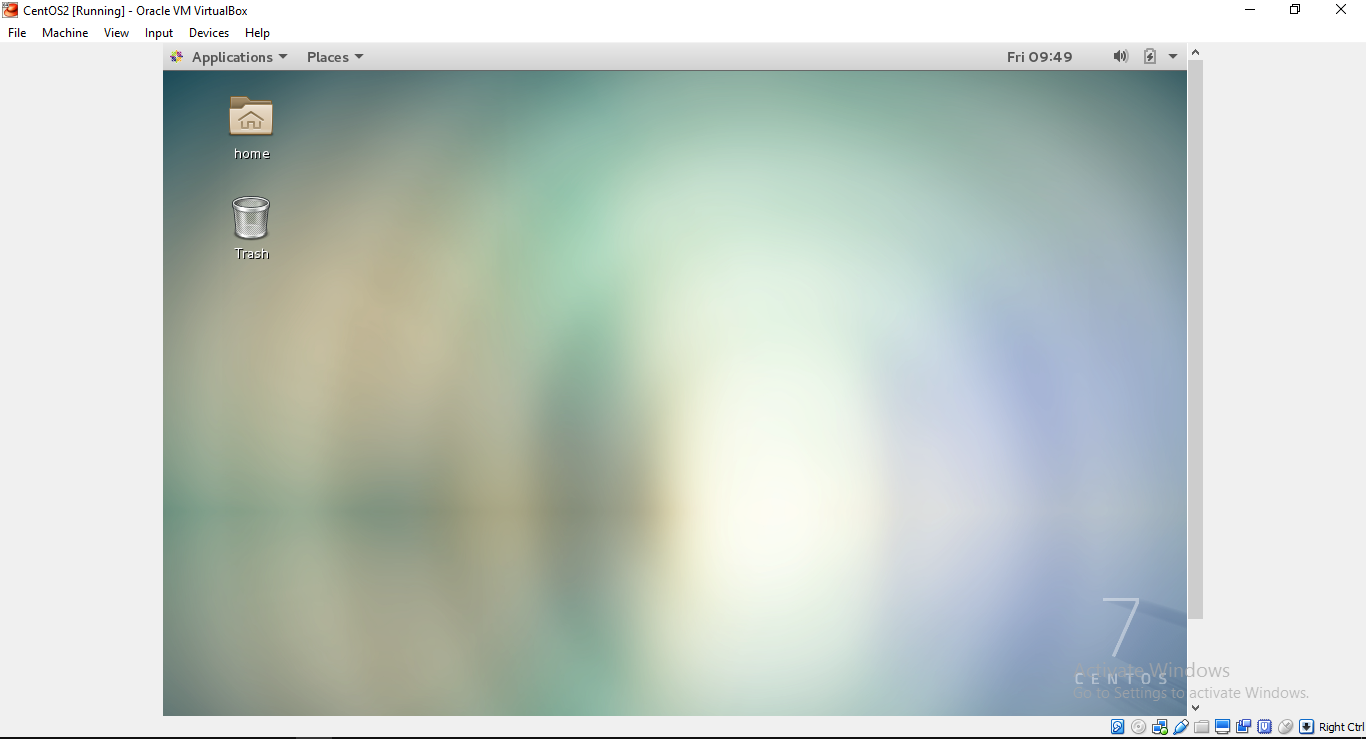 CentOS2 [Running] - Oracle VM VirtualBox
File Machine View Input Devices Help
Applications Places Fri 09:49
home
Trash
7
CENTOS
Activate Windows
Go to Settings to activate Windows.
Right Ctrl